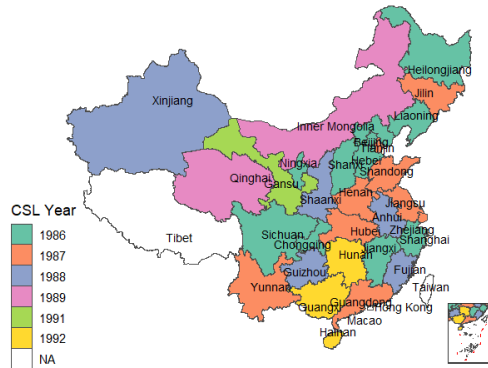 Heilongjiang
Jilin
Xinjiang
Liaoning
Inner Mongolia
Beijing
Tianjin
Hebei
Ningxia
Shanxi
Shandong
Qinghai
Gansu
Shaanxi
Henan
Jiangsu
Anhui
CSL Year
1986
1987
1988
1989
1991
1992
NA
Sichuan
Chongqing
Hubei
Zhejiang
Shanghai
Tibet
Hunan
Jiangxi
Guizhou
Fujian
Yunnan
Guangxi
Guangdong
Taiwan
Hong Kong
Macao
Hainan